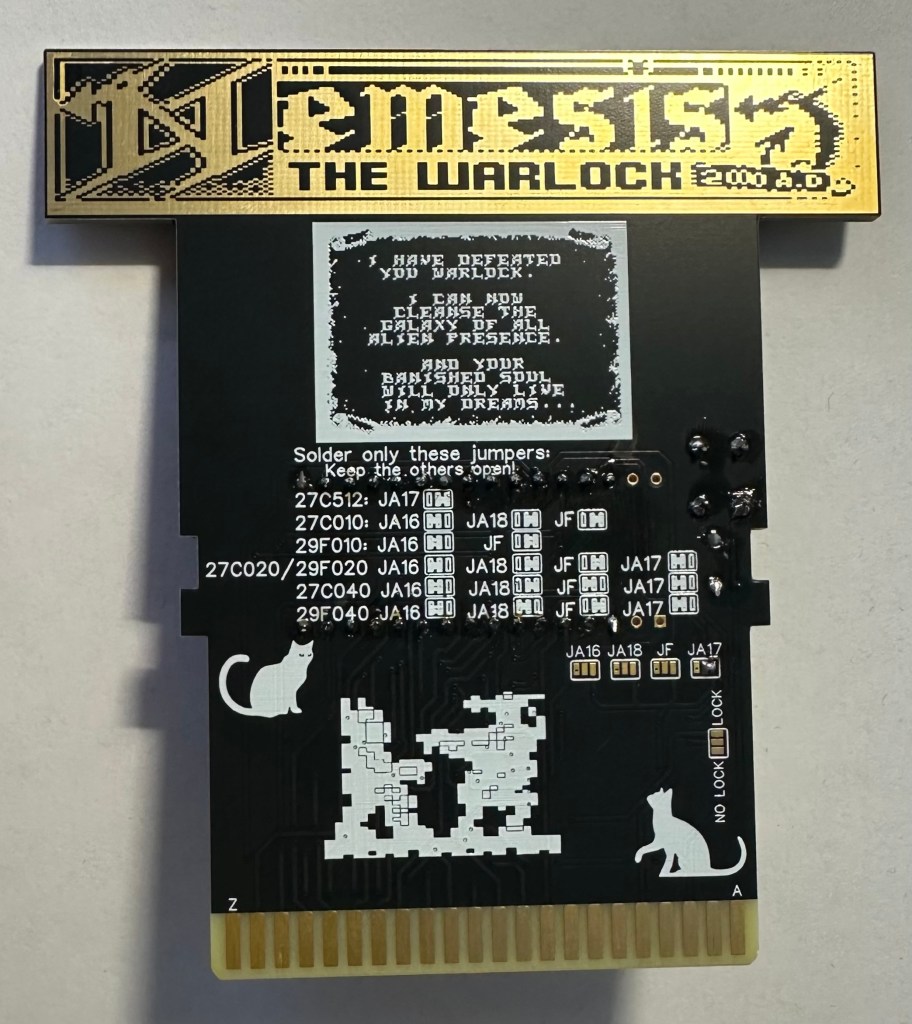 Nemesis
THE WARLOCK 2000 A.D.
I HAVE DEFEATED
YOU WARLOCK.
I CAN NOW
CLEANSE THE
GALAXY OF ALL
ALIEN PRESENCE.
AND YOUR
BANISHED SOUL
WILL ONLY LIVE
IN MY DREAMS...
Solder only these jumpers:
Keep the others open!
27C512: JA17
27C010: JA16 JA18 JF
29F010: JA16 JF
27C020/29F020 JA16 JA18 JF JA17
27C040 JA16 JA18 JF JA17
29F040 JA16 JA18 JF JA17
JA16 JA18 JF JA17
LOCK
NO LOCK
Z A